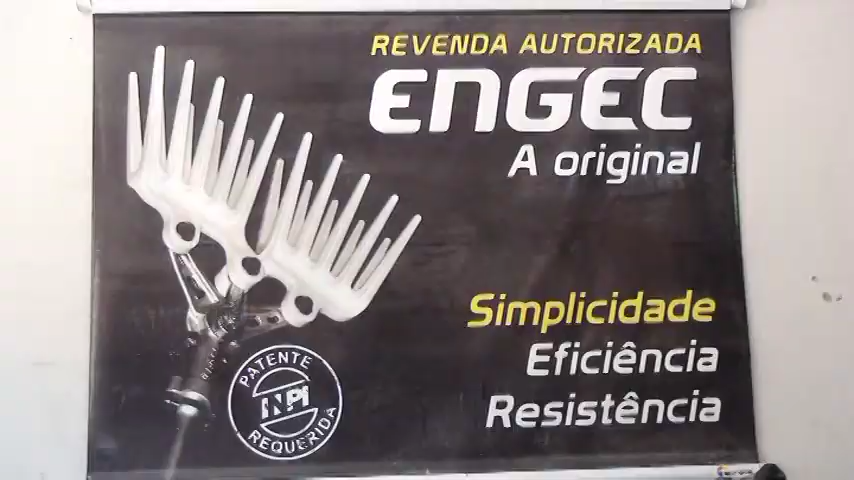 REVENDA AUTORIZADA
ENGEC
A original
Simplicidade
Eficiência
Resistência
PATENTE
INPI
REQUERIDA